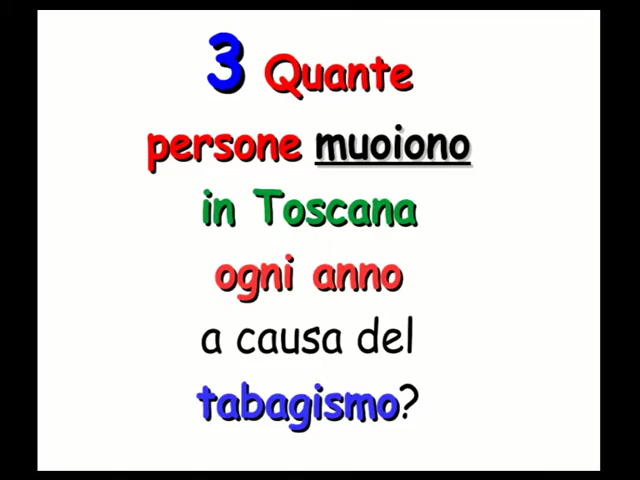 3 Quante
persone muoiono
in Toscana
ogni anno
a causa del
tabagismo?